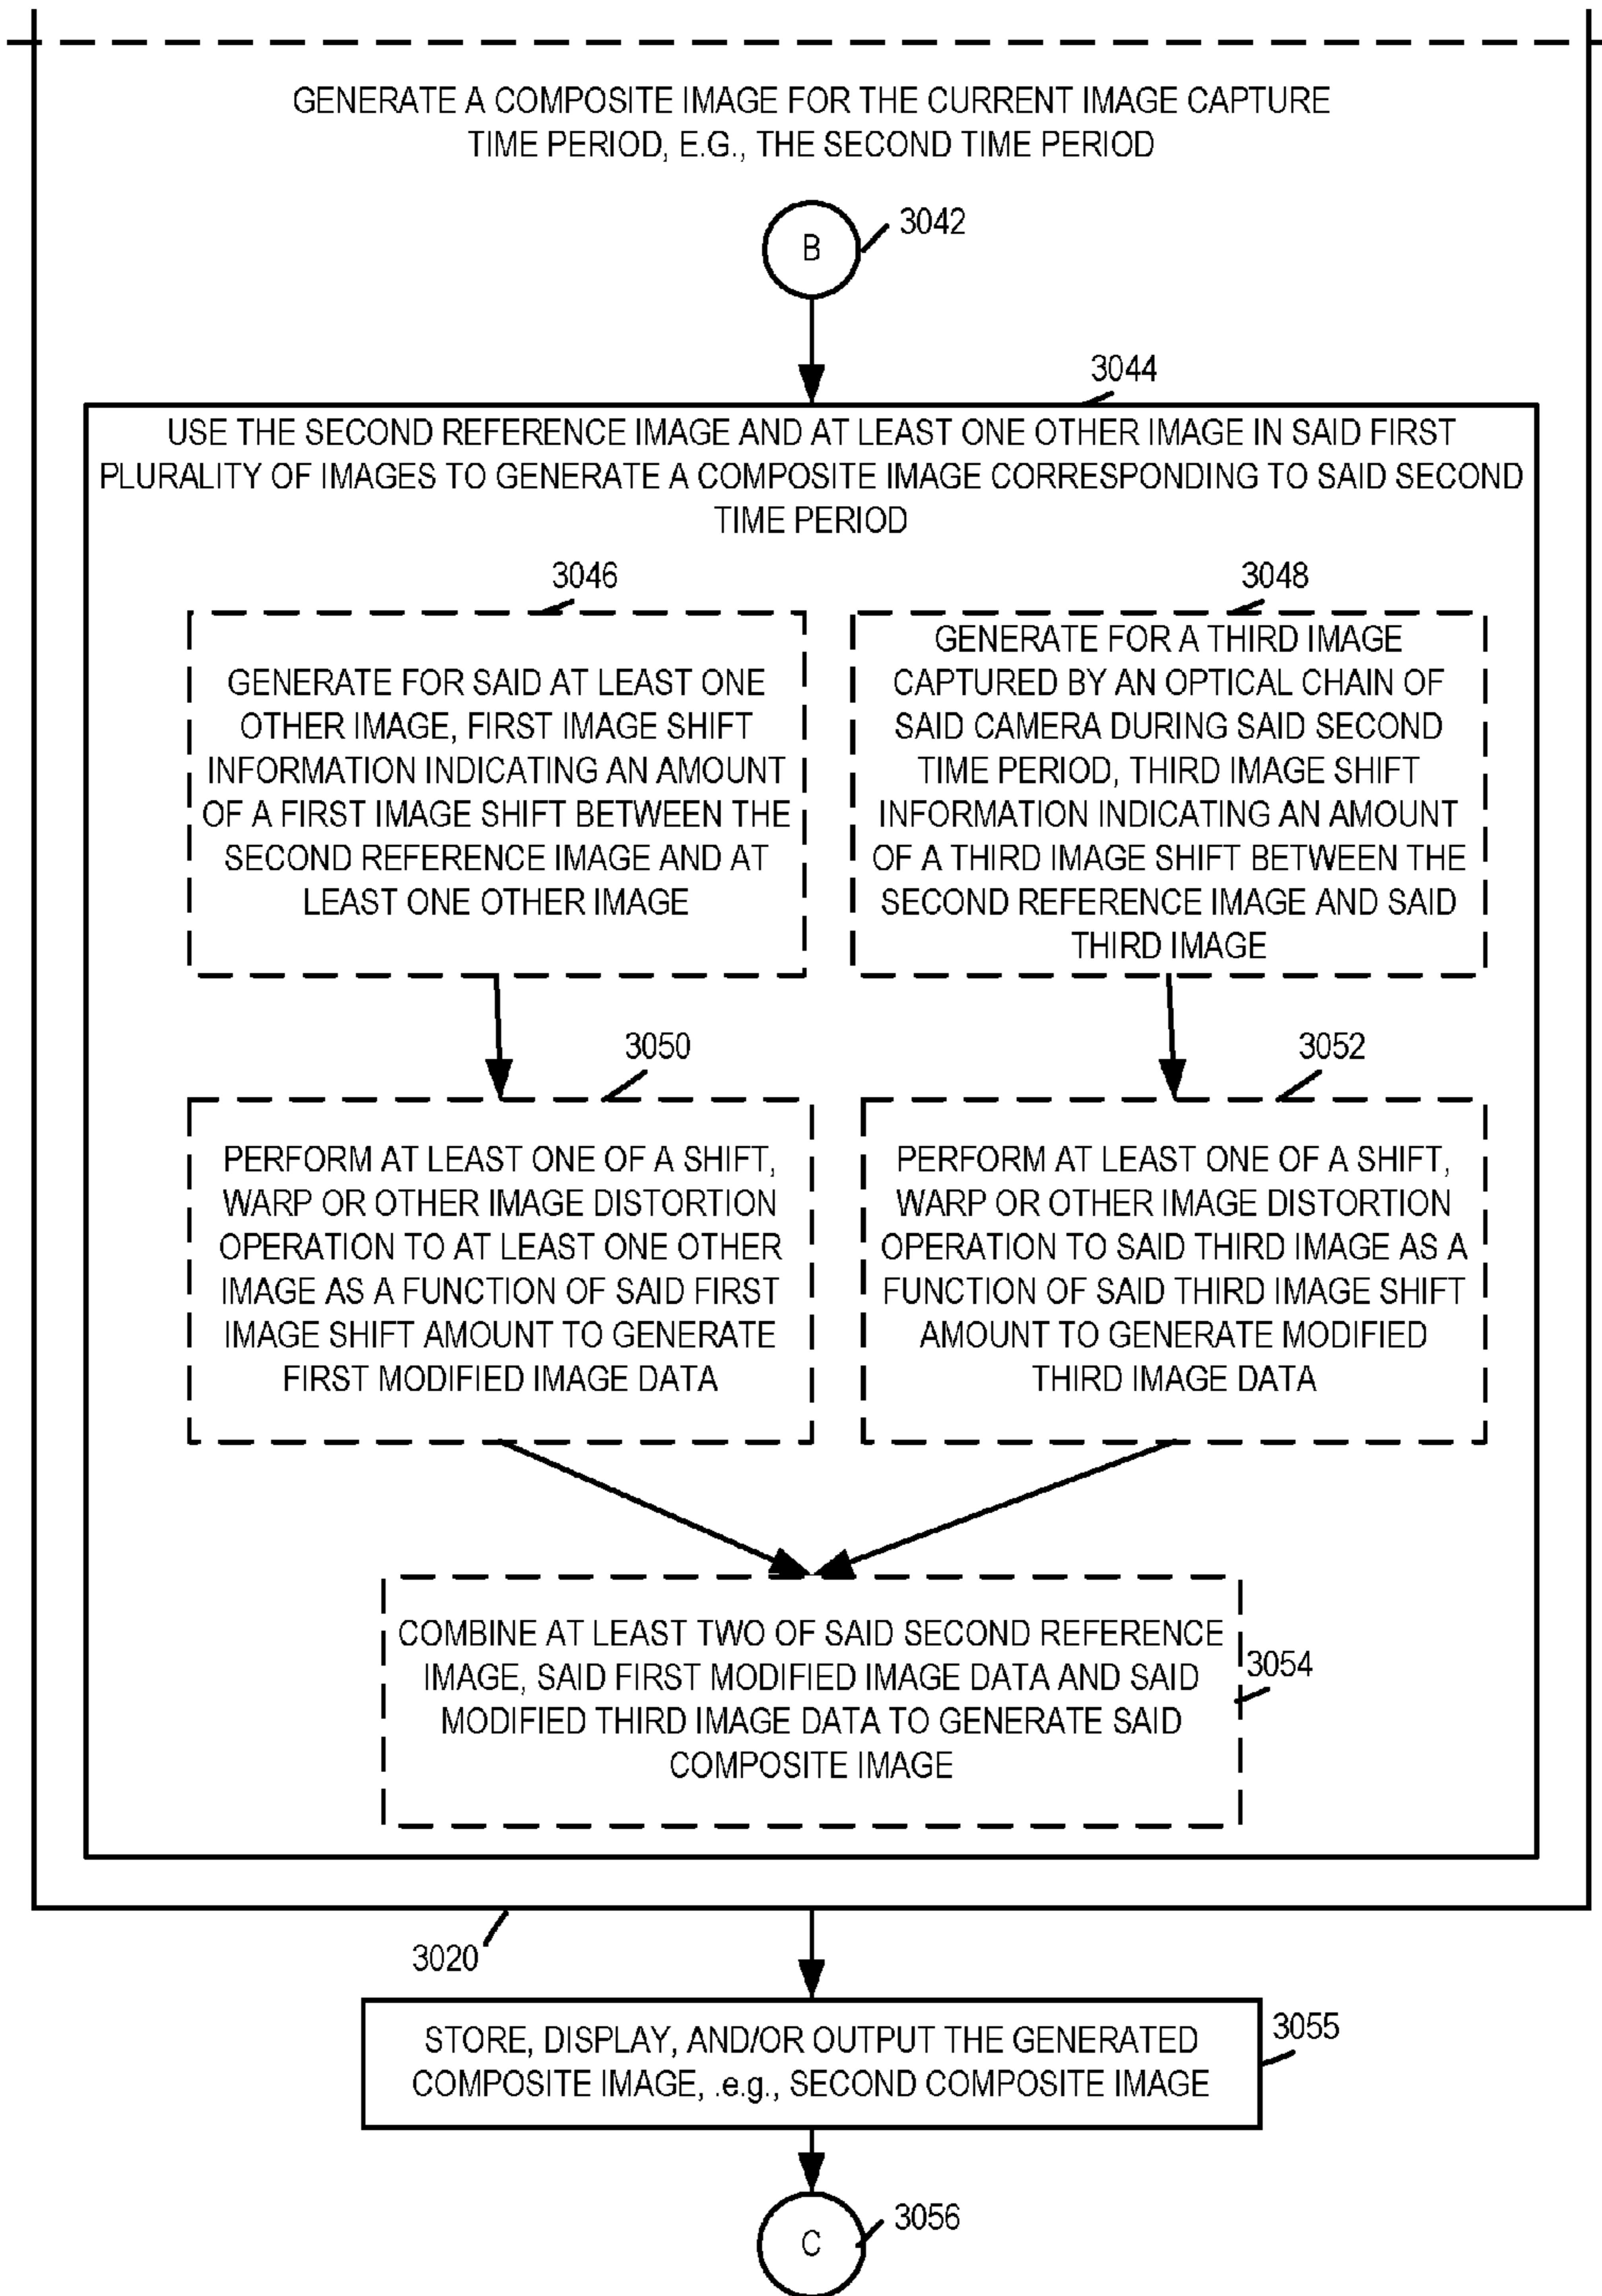 GENERATE A COMPOSITE IMAGE FOR THE CURRENT IMAGE CAPTURE
TIME PERIOD, E.G., THE SECOND TIME PERIOD
B
3042
3044
USE THE SECOND REFERENCE IMAGE AND AT LEAST ONE OTHER IMAGE IN SAID FIRST
PLURALITY OF IMAGES TO GENERATE A COMPOSITE IMAGE CORRESPONDING TO SAID SECOND
TIME PERIOD
3046
GENERATE FOR SAID AT LEAST ONE
OTHER IMAGE, FIRST IMAGE SHIFT
INFORMATION INDICATING AN AMOUNT
OF A FIRST IMAGE SHIFT BETWEEN THE
SECOND REFERENCE IMAGE AND AT
LEAST ONE OTHER IMAGE
3048
GENERATE FOR A THIRD IMAGE
CAPTURED BY AN OPTICAL CHAIN OF
SAID CAMERA DURING SAID SECOND
TIME PERIOD, THIRD IMAGE SHIFT
INFORMATION INDICATING AN AMOUNT
OF A THIRD IMAGE SHIFT BETWEEN THE
SECOND REFERENCE IMAGE AND SAID
THIRD IMAGE
3050
PERFORM AT LEAST ONE OF A SHIFT,
WARP OR OTHER IMAGE DISTORTION
OPERATION TO AT LEAST ONE OTHER
IMAGE AS A FUNCTION OF SAID FIRST
IMAGE SHIFT AMOUNT TO GENERATE
FIRST MODIFIED IMAGE DATA
3052
PERFORM AT LEAST ONE OF A SHIFT,
WARP OR OTHER IMAGE DISTORTION
OPERATION TO SAID THIRD IMAGE AS A
FUNCTION OF SAID THIRD IMAGE SHIFT
AMOUNT TO GENERATE MODIFIED
THIRD IMAGE DATA
COMBINE AT LEAST TWO OF SAID SECOND REFERENCE
IMAGE, SAID FIRST MODIFIED IMAGE DATA AND SAID
MODIFIED THIRD IMAGE DATA TO GENERATE SAID
COMPOSITE IMAGE
3054
3020
STORE, DISPLAY, AND/OR OUTPUT THE GENERATED
COMPOSITE IMAGE, .e.g., SECOND COMPOSITE IMAGE
3055
C
3056